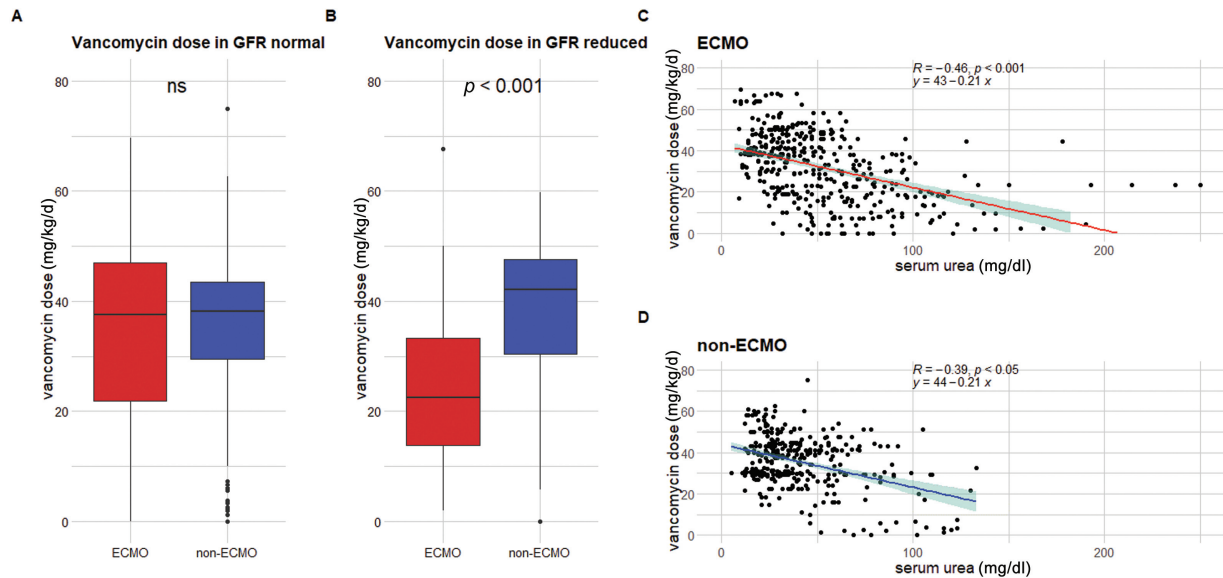 A
Vancomycin dose in GFR normal
vancomycin dose (mg/kg/d)
80
60
40
20
0
ns
ECMO
non-ECMO
B
Vancomycin dose in GFR reduced
vancomycin dose (mg/kg/d)
80
60
40
20
0
p < 0.001
ECMO
non-ECMO
C
ECMO
vancomycin dose (mg/kg/d)
80
60
40
20
0
R = −0.46, p < 0.001
y = 43 − 0.21 x
0
100
200
serum urea (mg/dl)
D
non-ECMO
vancomycin dose (mg/kg/d)
80
60
40
20
0
R = −0.39, p < 0.05
y = 44 − 0.21 x
0
100
200
serum urea (mg/dl)